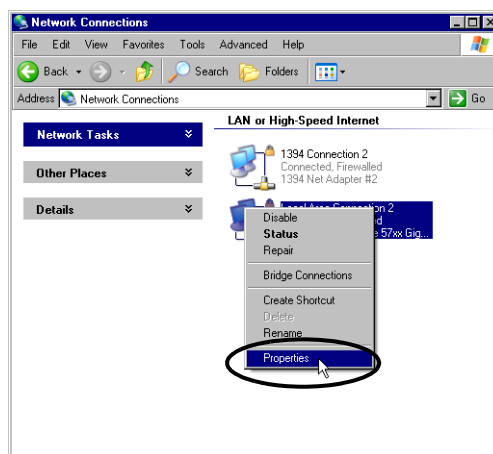 Network Connections
File Edit View Favorites Tools Advanced Help
Back Search Folders
Address Network Connections Go
Network Tasks
Other Places
Details
LAN or High-Speed Internet
1394 Connection 2
Connected, Firewalled
1394 Net Adapter #2
Local Area Connection 2
57xx Gig...
Disable
Status
Repair
Bridge Connections
Create Shortcut
Delete
Rename
Properties